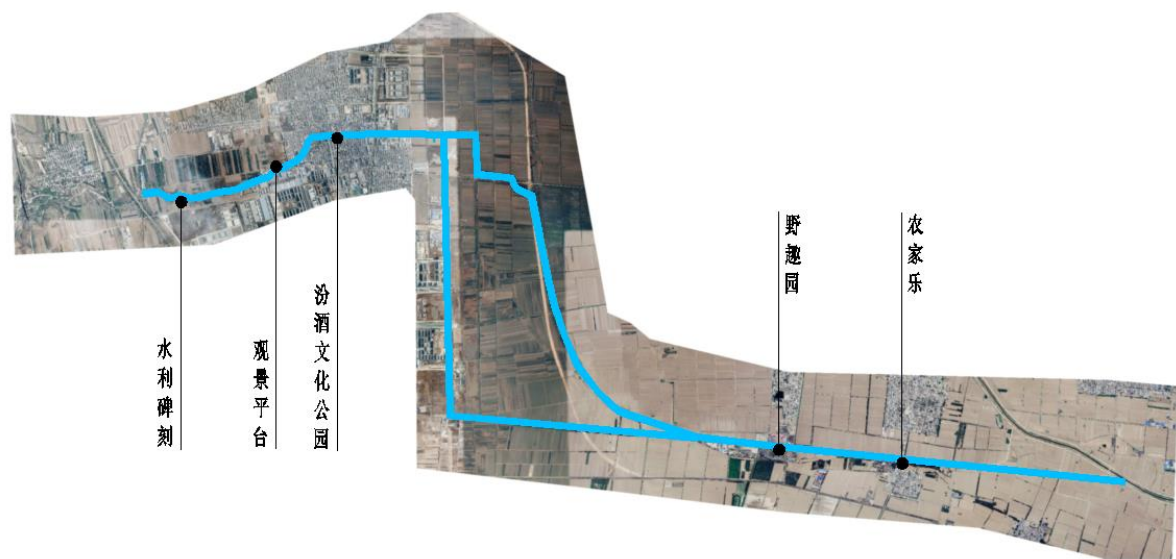 水利碑刻
观景平台
汾酒文化公园
野趣园
农家乐